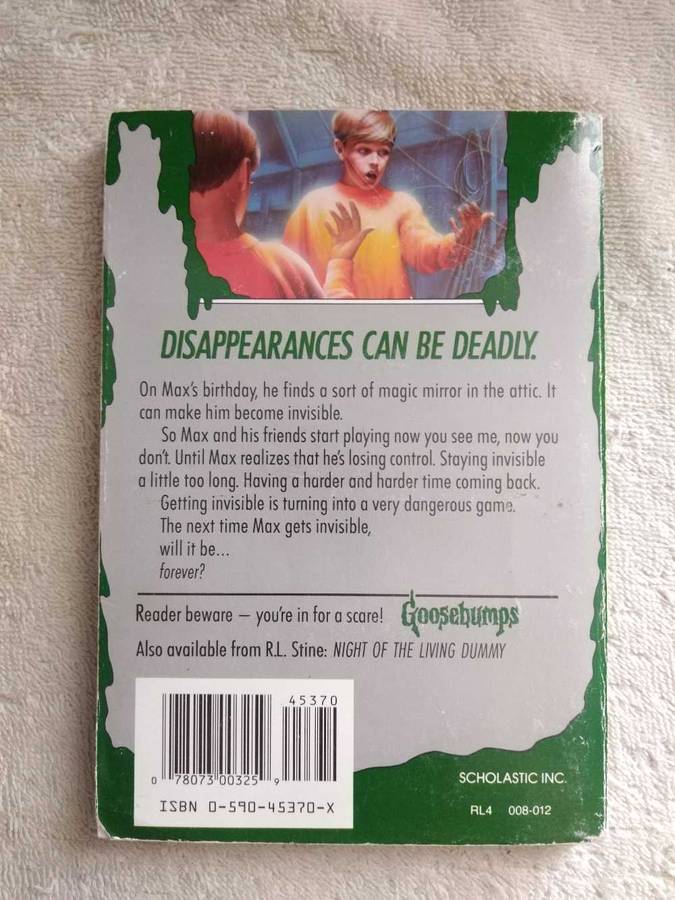 DISAPPEARANCES CAN BE DEADLY.
On Max's birthday, he finds a sort of magic mirror in the attic. It
can make him become invisible.
So Max and his friends start playing now you see me, now you
don't. Until Max realizes that he's losing control. Staying invisible
a little too long. Having a harder and harder time coming back.
Getting invisible is turning into a very dangerous game.
The next time Max gets invisible,
will it be...
forever?
Reader beware — you're in for a scare! Goosebumps
Also available from R.L. Stine: NIGHT OF THE LIVING DUMMY
45370
0 78073 00325 9
ISBN 0-590-45370-X
SCHOLASTIC INC.
RL4 008-012